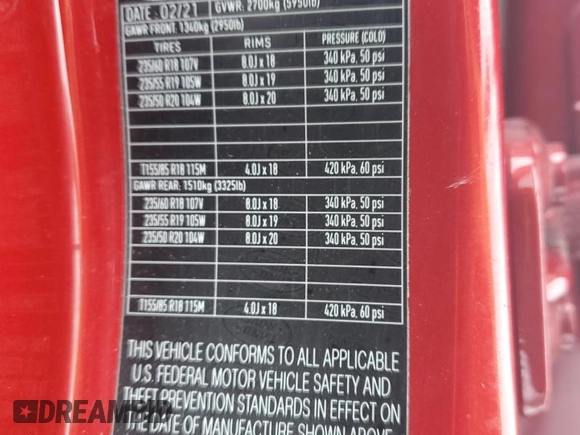 DATE: 02/21 GVWR: 2700kg (5950lb)
GAWR FRONT: 1340kg (2950lb)
TIRES RIMS PRESSURE (COLD)
235/60 R18 107V 8.0J x 18 340 kPa, 50 psi
235/55 R19 105W 8.0J x 19 340 kPa, 50 psi
235/50 R20 104W 8.0J x 20 340 kPa, 50 psi
T155/85 R18 115M 4.0J x 18 420 kPa, 60 psi
GAWR REAR: 1510kg (3325lb)
235/60 R18 107V 8.0J x 18 340 kPa, 50 psi
235/55 R19 105W 8.0J x 19 340 kPa, 50 psi
235/50 R20 104W 8.0J x 20 340 kPa, 50 psi
T155/85 R18 115M 4.0J x 18 420 kPa, 60 psi
THIS VEHICLE CONFORMS TO ALL APPLICABLE
U.S. FEDERAL MOTOR VEHICLE SAFETY AND
THEFT PREVENTION STANDARDS IN EFFECT ON
THE DATE OF MANUFACTURE SHOWN ABOVE